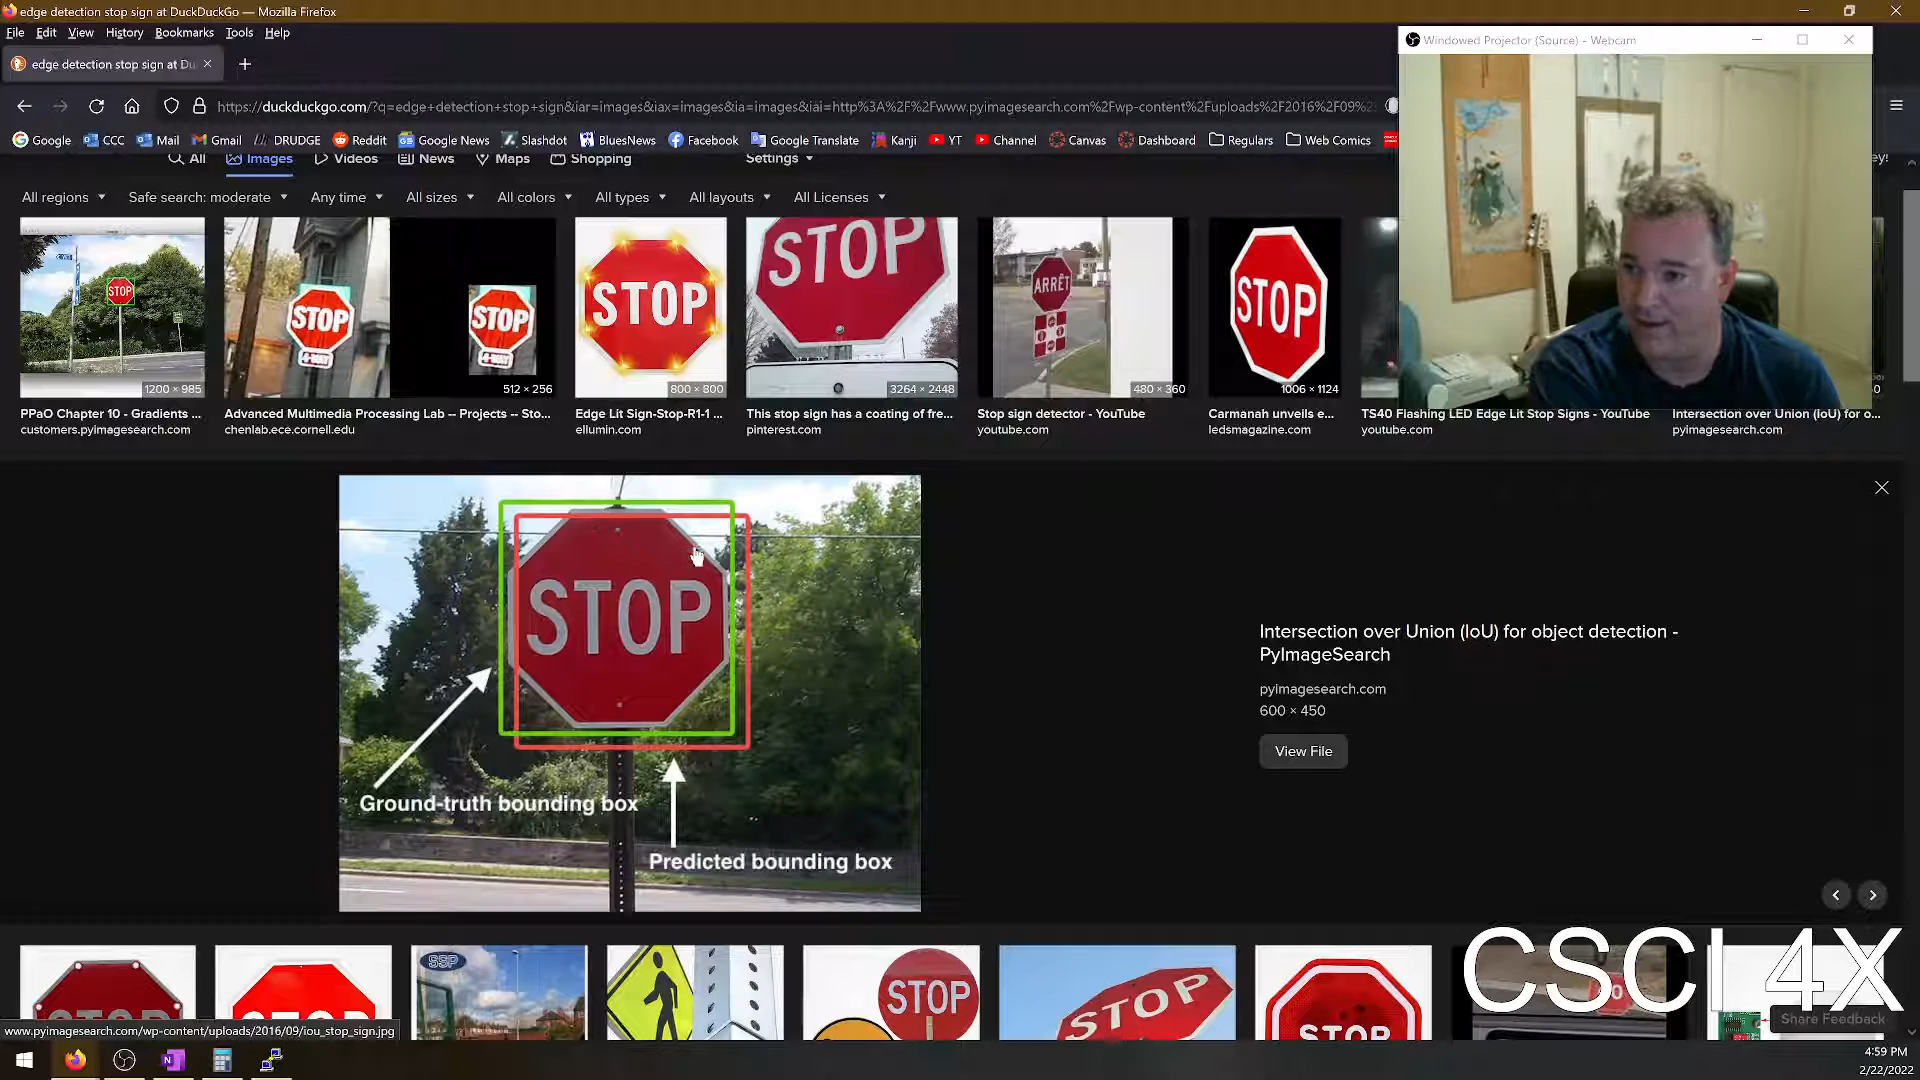 edge detection stop sign at DuckDuckGo — Mozilla Firefox
File Edit View History Bookmarks Tools Help
Windowed Projector (Source) - Webcam
edge detection stop sign at Du
https://duckduckgo.com/?q=edge+detection+stop+sign&iar=images&iax=images&ia=images&iai=http%3A%2F%2Fwww.pyimagesearch.com%2Fwp-content%2Fuploads%2F2016%2F09%2
Google CCC Mail Gmail DRUDGE Reddit Google News Slashdot BluesNews Facebook Google Translate Kanji YT Channel Canvas Dashboard Regulars Web Comics
All Images Videos News Maps Shopping Settings
ey!
All regions Safe search: moderate Any time All sizes All colors All types All layouts All Licenses
STOP
STOP
4-WAY
STOP
4-WAY
STOP
STOP
ARRÊT
STOP
1200 × 985
512 × 256
800 × 800
3264 × 2448
480 × 360
1006 × 1124
PPaO Chapter 10 - Gradients ...
customers.pyimagesearch.com
Advanced Multimedia Processing Lab -- Projects -- Sto...
chenlab.ece.cornell.edu
Edge Lit Sign-Stop-R1-1 ...
ellumin.com
This stop sign has a coating of fre...
pinterest.com
Stop sign detector - YouTube
youtube.com
Carmanah unveils e...
ledsmagazine.com
TS40 Flashing LED Edge Lit Stop Signs - YouTube
youtube.com
Intersection over Union (IoU) for o...
pyimagesearch.com
STOP
Ground-truth bounding box
Predicted bounding box
Intersection over Union (IoU) for object detection -
PyImageSearch
pyimagesearch.com
600 × 450
View File
SSP
STOP
STOP
STOP
CSCI 4X
Share Feedback
www.pyimagesearch.com/wp-content/uploads/2016/09/iou_stop_sign.jpg
4:59 PM
2/22/2022